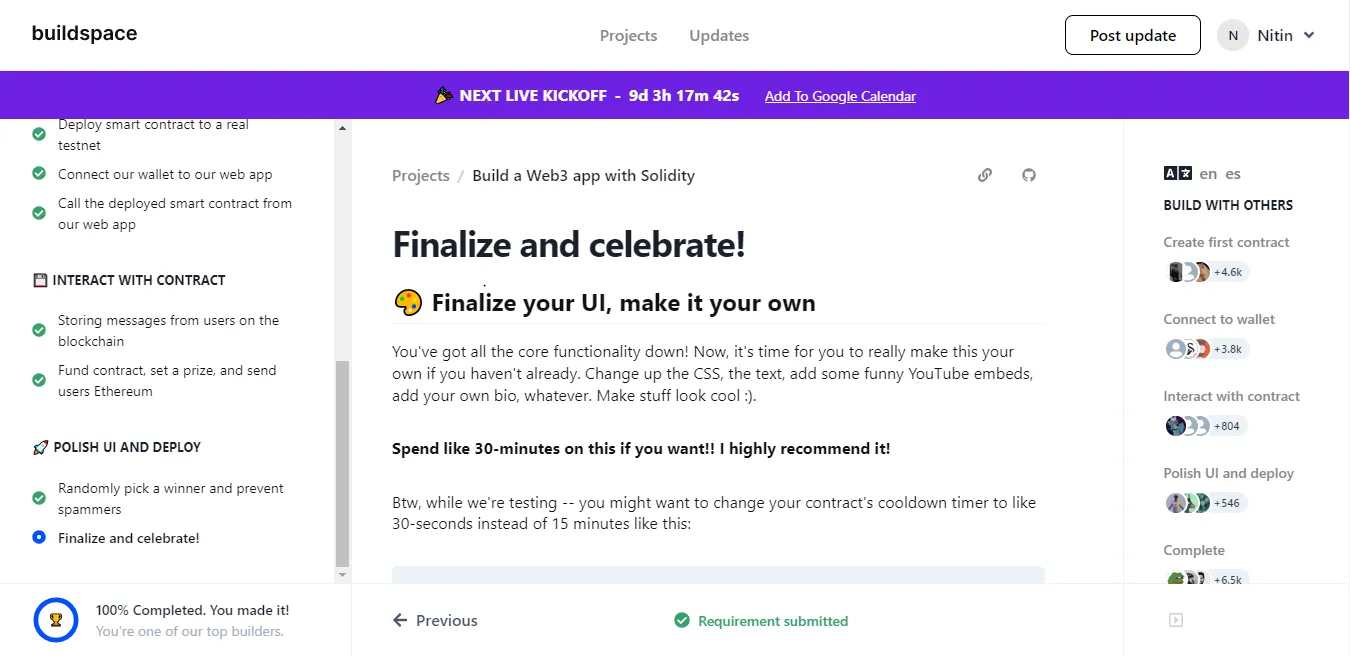 buildspace
Projects
Updates
Post update
N
Nitin
NEXT LIVE KICKOFF - 9d 3h 17m 42s
Add To Google Calendar
Deploy smart contract to a real
testnet
Connect our wallet to our web app
Call the deployed smart contract from
our web app
INTERACT WITH CONTRACT
Storing messages from users on the
blockchain
Fund contract, set a prize, and send
users Ethereum
POLISH UI AND DEPLOY
Randomly pick a winner and prevent
spammers
Finalize and celebrate!
100% Completed. You made it!
You're one of our top builders.
Projects / Build a Web3 app with Solidity
Finalize and celebrate!
Finalize your UI, make it your own
You've got all the core functionality down! Now, it's time for you to really make this your
own if you haven't already. Change up the CSS, the text, add some funny YouTube embeds,
add your own bio, whatever. Make stuff look cool :).
Spend like 30-minutes on this if you want!! I highly recommend it!
Btw, while we're testing -- you might want to change your contract's cooldown timer to like
30-seconds instead of 15 minutes like this:
Previous
Requirement submitted
en es
BUILD WITH OTHERS
Create first contract
+4.6k
Connect to wallet
+3.8k
Interact with contract
+804
Polish UI and deploy
+546
Complete
+6.5k